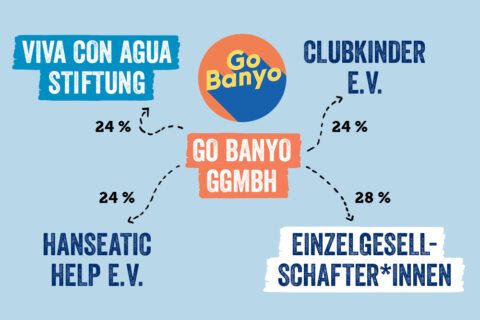 VIVA CON AGUA
STIFTUNG
Go
Banyo
CLUBKINDER
E.V.
24 %
24 %
GO BANYO
GGMBH
24 %
28 %
HANSEATIC
HELP E.V.
EINZELGESELL-
SCHAFTER*INNEN